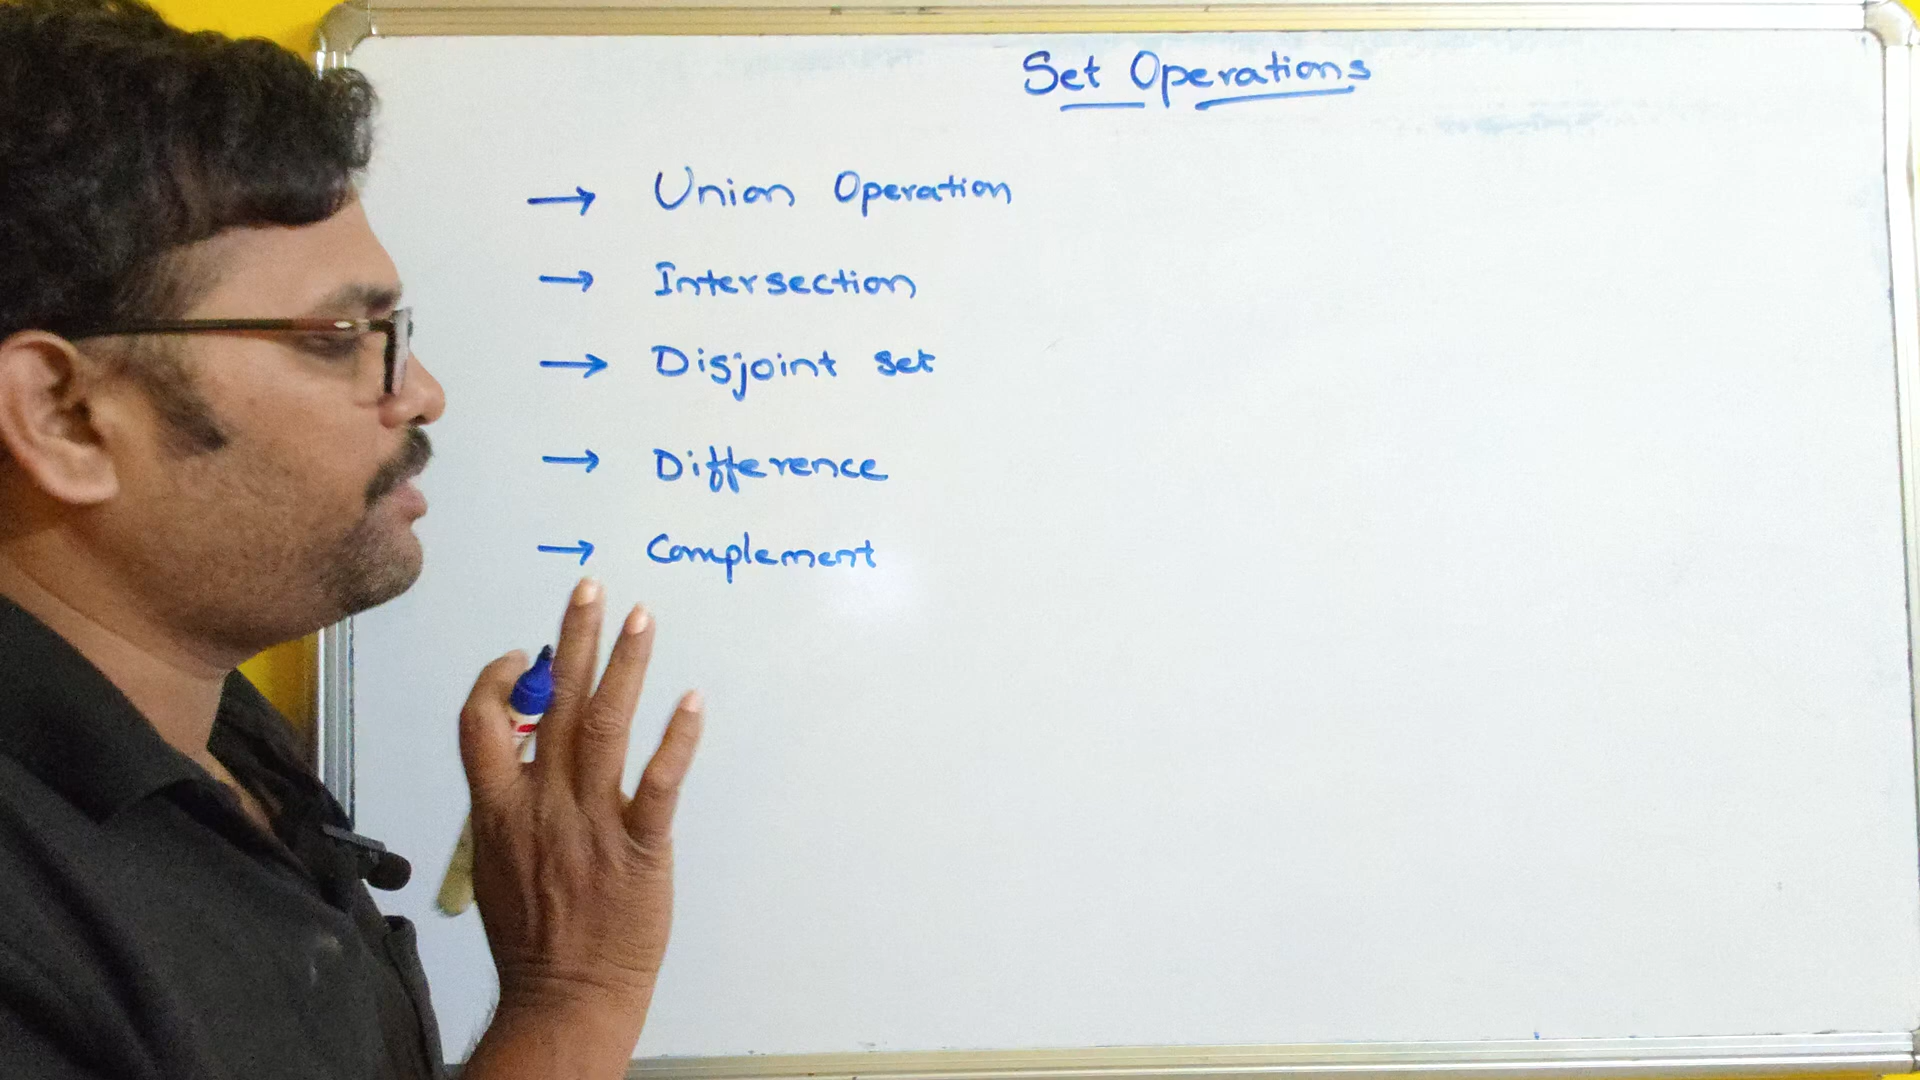 Set Operations
→ Union Operation
→ Intersection
→ Disjoint set
→ Difference
→ Complement